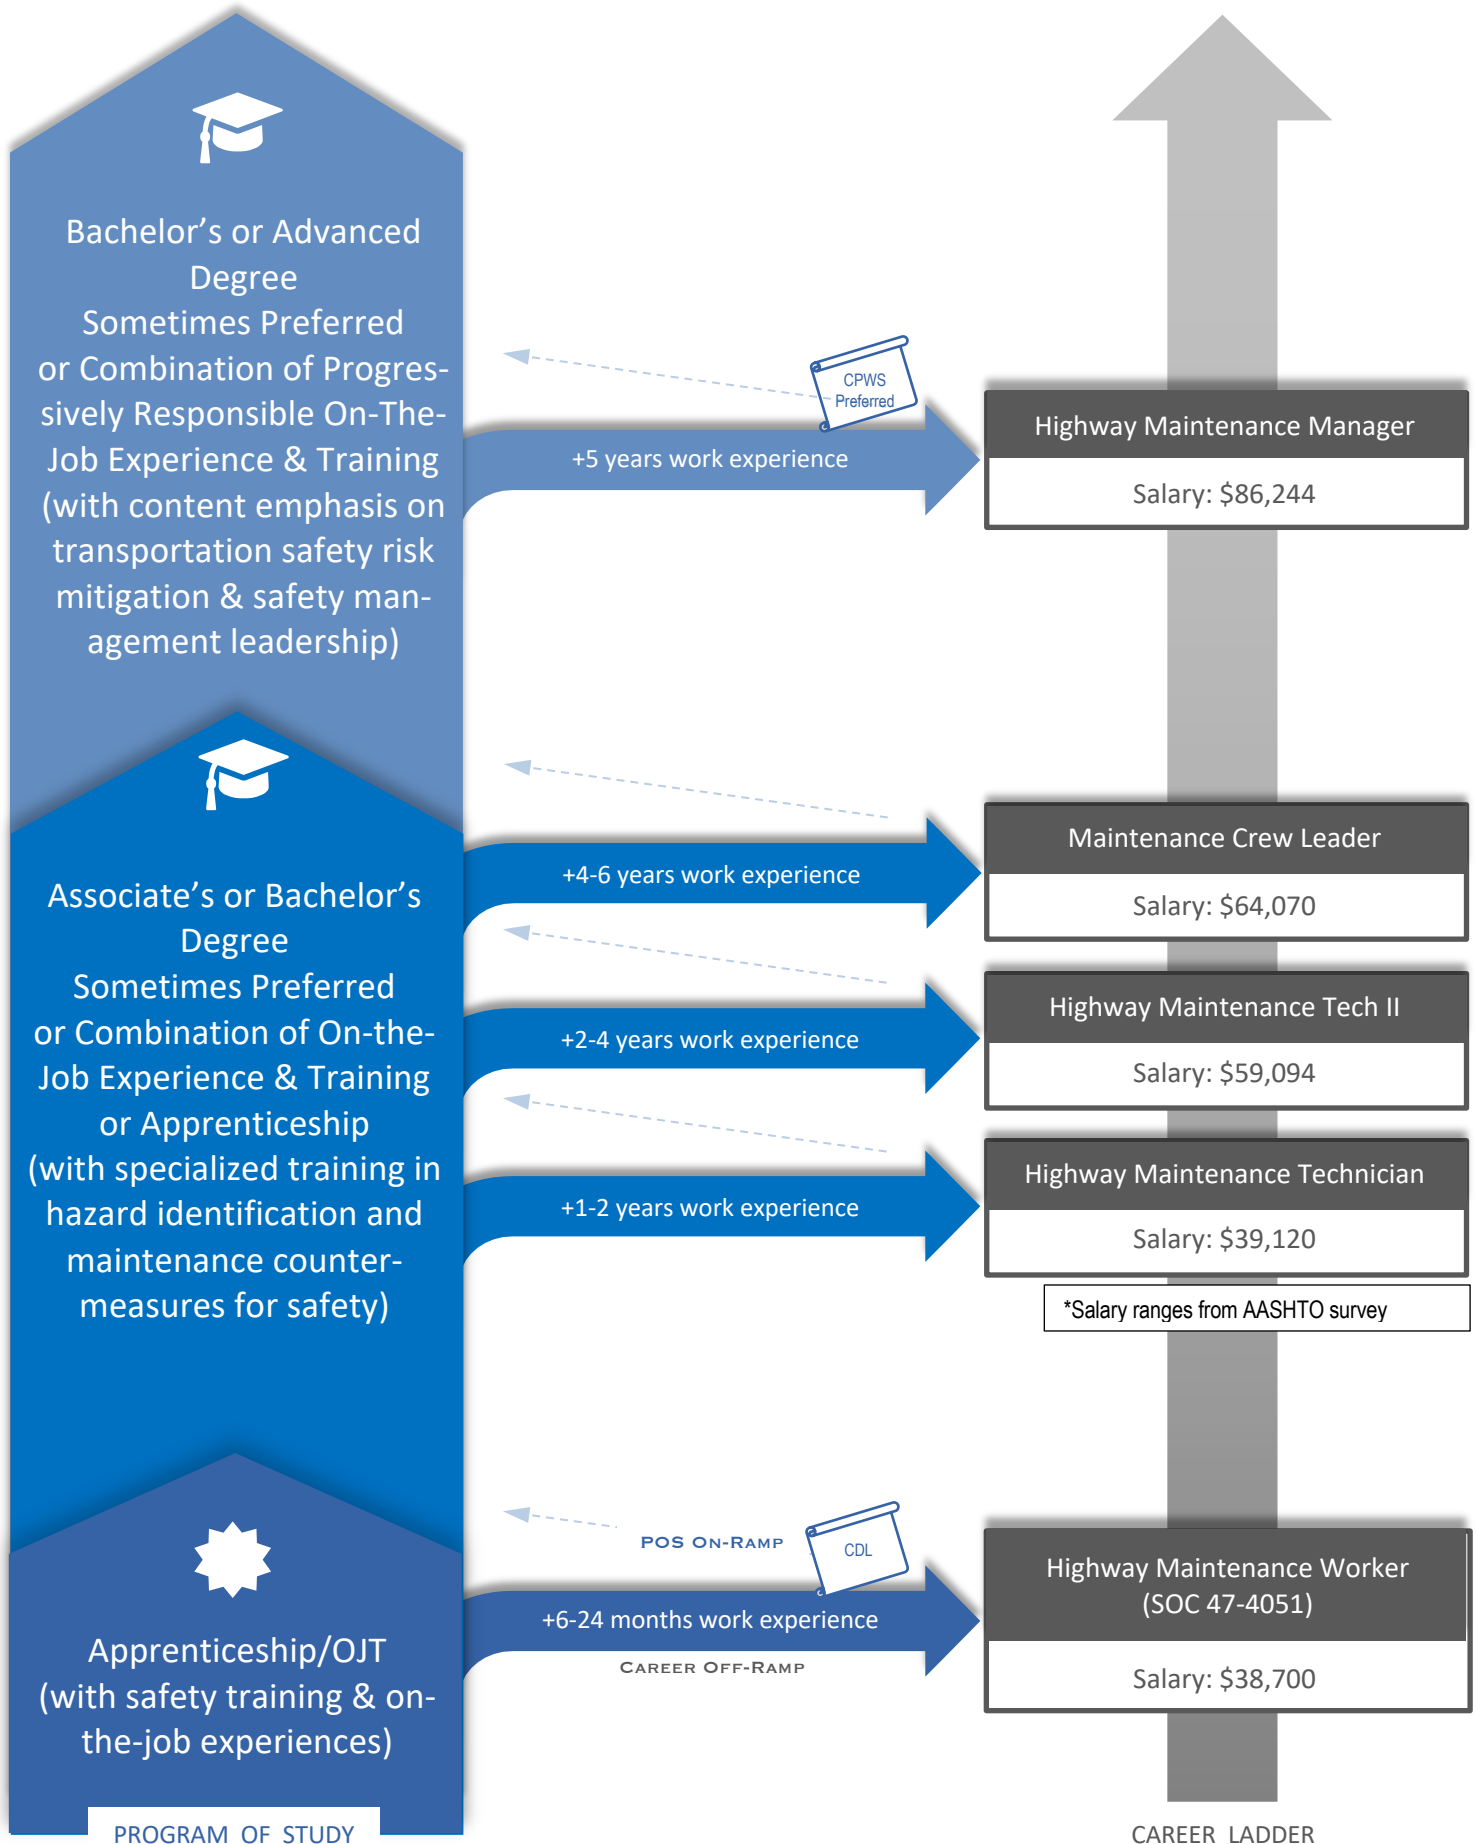 Bachelor’s or Advanced
Degree
Sometimes Preferred
or Combination of Progres-
sively Responsible On-The-
Job Experience & Training
(with content emphasis on
transportation safety risk
mitigation & safety man-
agement leadership)
CPWS
Preferred
+5 years work experience
Highway Maintenance Manager
Salary: $86,244
Associate’s or Bachelor’s
Degree
Sometimes Preferred
or Combination of On-the-
Job Experience & Training
or Apprenticeship
(with specialized training in
hazard identification and
maintenance counter-
measures for safety)
+4-6 years work experience
Maintenance Crew Leader
Salary: $64,070
+2-4 years work experience
Highway Maintenance Tech II
Salary: $59,094
+1-2 years work experience
Highway Maintenance Technician
Salary: $39,120
*Salary ranges from AASHTO survey
Apprenticeship/OJT
(with safety training & on-
the-job experiences)
POS On-Ramp
CDL
+6-24 months work experience
Career Off-Ramp
Highway Maintenance Worker
(SOC 47-4051)
Salary: $38,700
PROGRAM OF STUDY
CAREER LADDER